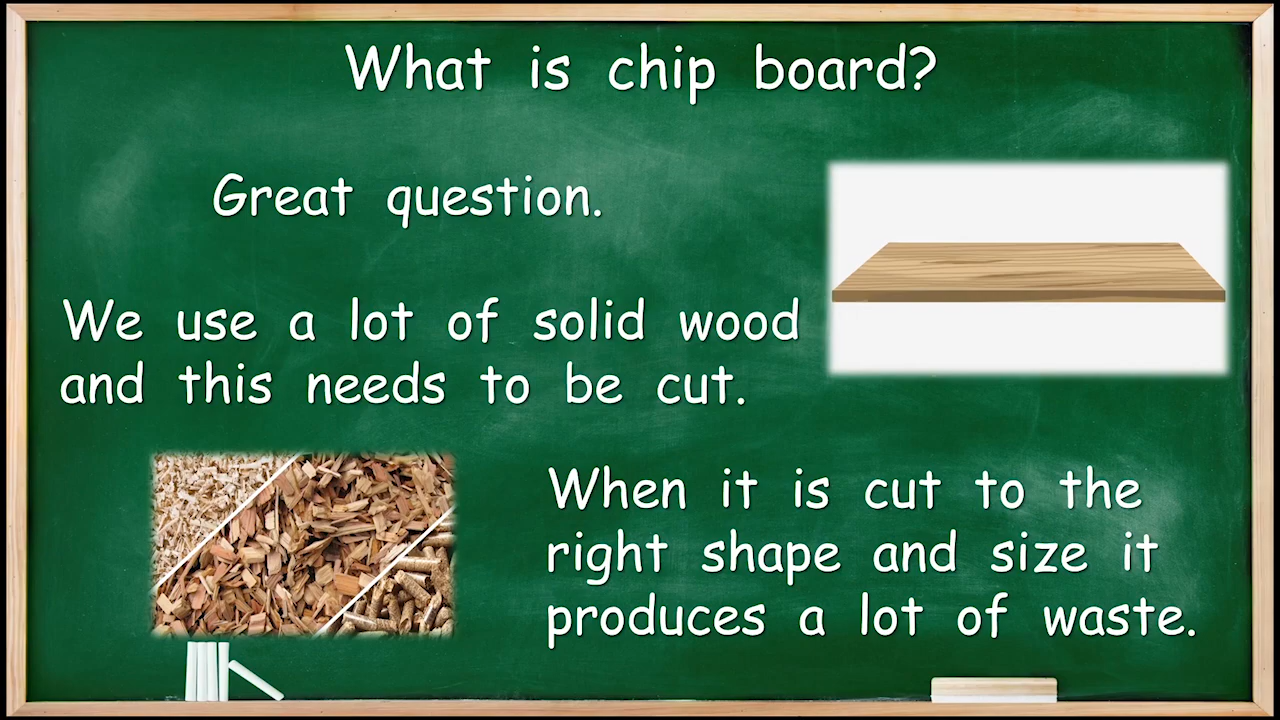 What is chip board?
Great question.
We use a lot of solid wood
and this needs to be cut.
When it is cut to the
right shape and size it
produces a lot of waste.